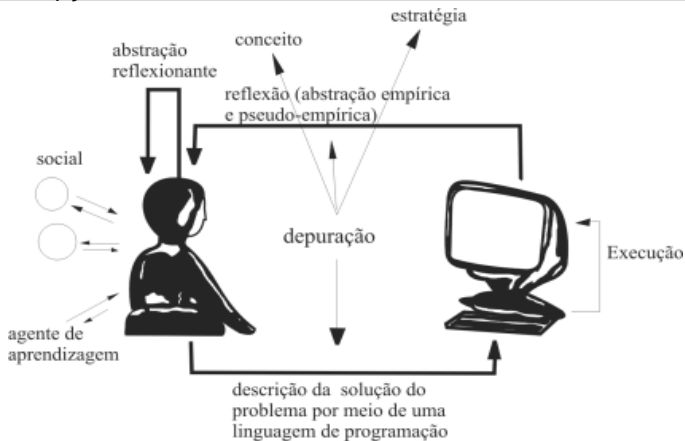 estratégia
conceito
abstração
reflexionante
reflexão (abstração empírica
e pseudo-empírica)
social
depuração
Execução
agente de
aprendizagem
descrição da solução do
problema por meio de uma
linguagem de programação